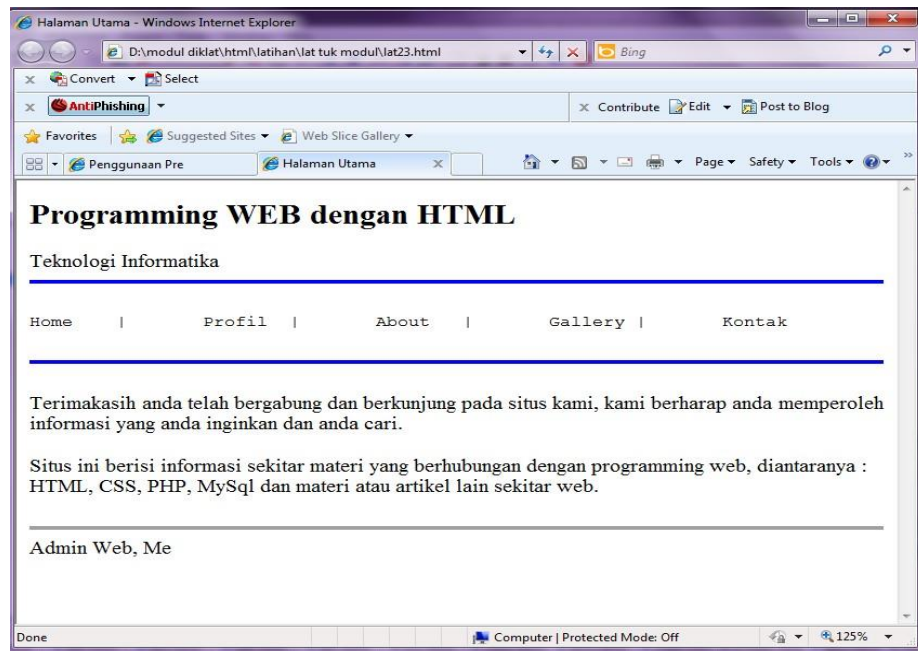 Halaman Utama - Windows Internet Explorer
D:\modul diklat\html\latihan\lat tuk modul\lat23.html Bing
x Convert Select
x AntiPhishing x Contribute Edit Post to Blog
Favorites Suggested Sites Web Slice Gallery
Penggunaan Pre Halaman Utama x Page Safety Tools »
Programming WEB dengan HTML
Teknologi Informatika
Home | Profil | About | Gallery | Kontak
Terimakasih anda telah bergabung dan berkunjung pada situs kami, kami berharap anda memperoleh
informasi yang anda inginkan dan anda cari.
Situs ini berisi informasi sekitar materi yang berhubungan dengan programming web, diantaranya :
HTML, CSS, PHP, MySql dan materi atau artikel lain sekitar web.
Admin Web, Me
Done Computer | Protected Mode: Off 125%